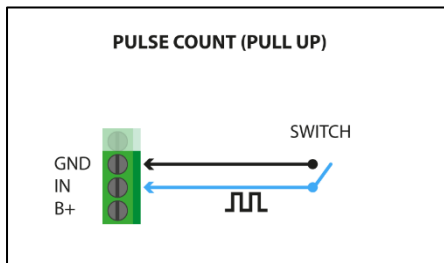 PULSE COUNT (PULL UP)
SWITCH
GND
IN
B+